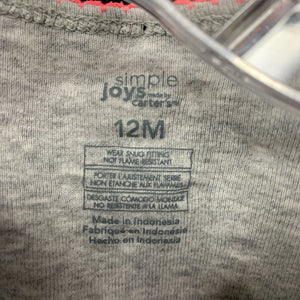 simple
joys made by
carter's™
12M
WEAR SNUG FITTING
NOT FLAME RESISTANT
PORTER L'AJUSTEMENT SERRÉ
NON ÉTANCHE AUX FLAMMES
DESGASTE CÓMODO MONTAJE
NO RESISTENTE A LA LLAMA
Made in Indonesia
Fabriqué en Indonésie
Hecho en Indonesia